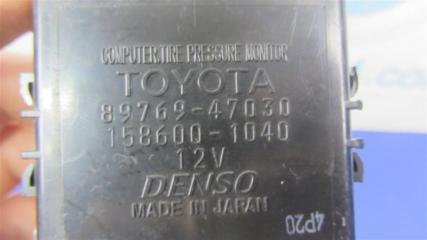 COMPUTER:TIRE PRESSURE MONITOR
TOYOTA
89769-47030
158600-1040
12V
DENSO
MADE IN JAPAN
4P20